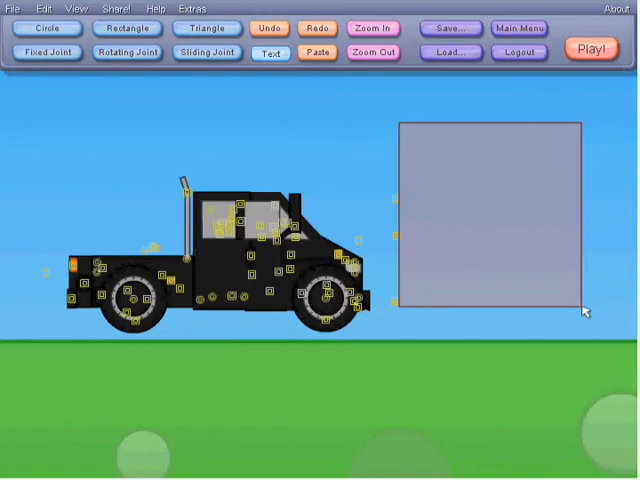 File Edit View Share! Help Extras About
Circle Rectangle Triangle Undo Redo Zoom In Save... Main Menu
Play!
Fixed Joint Rotating Joint Sliding Joint Text Paste Zoom Out Load... Logout